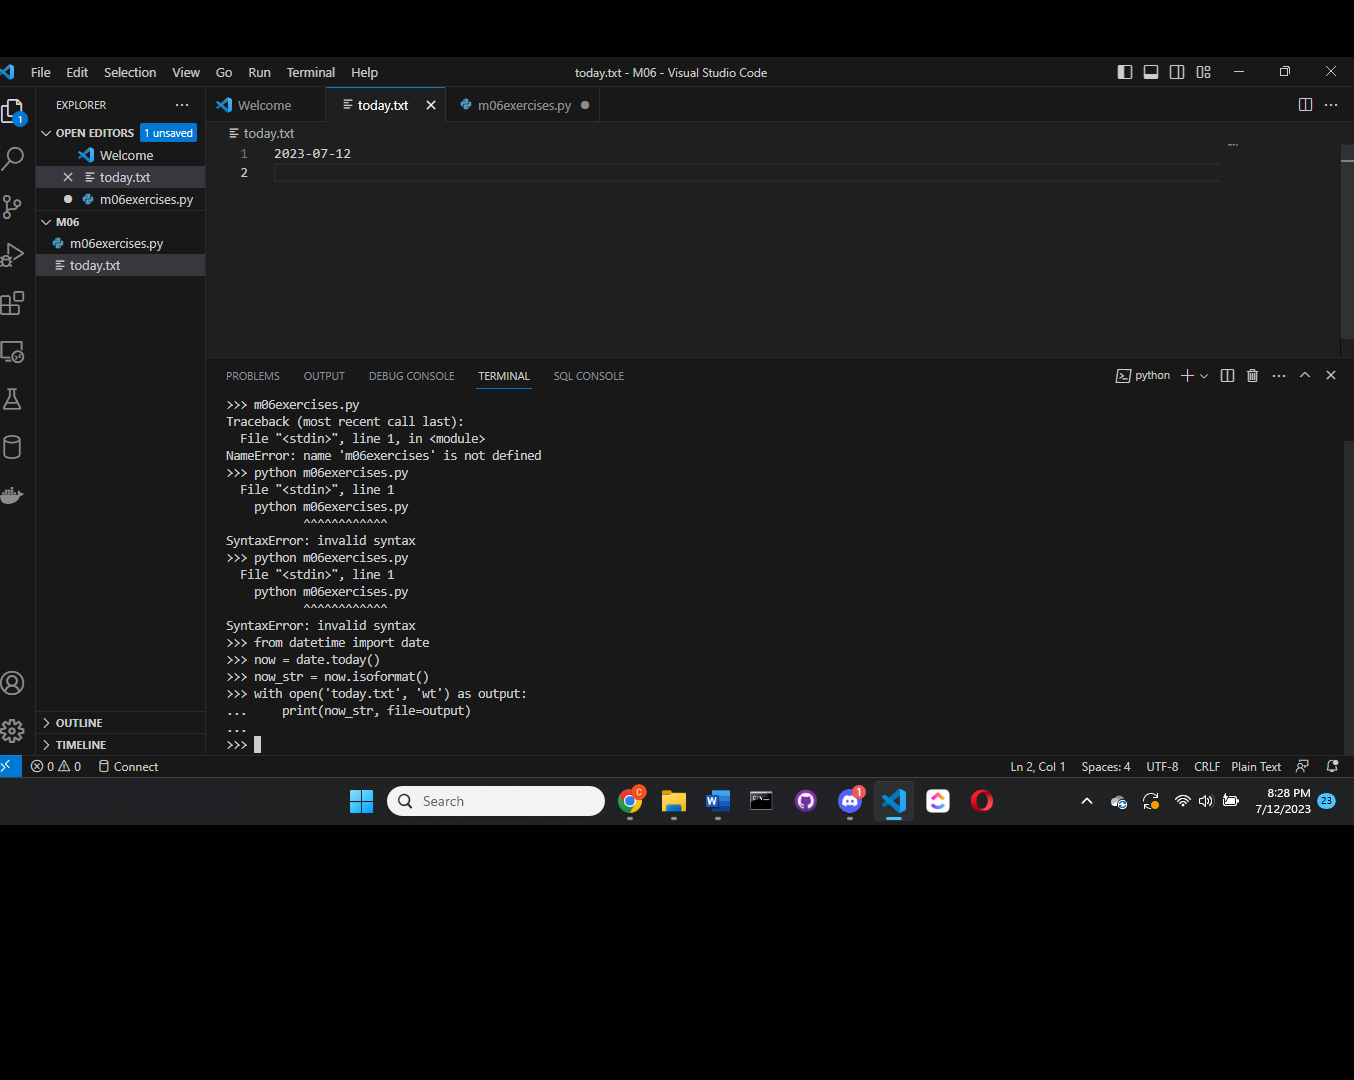 File Edit Selection View Go Run Terminal Help
today.txt - M06 - Visual Studio Code
EXPLORER
Welcome
today.txt
m06exercises.py
1
OPEN EDITORS 1 unsaved
Welcome
today.txt
m06exercises.py
M06
m06exercises.py
today.txt
today.txt
1 2023-07-12
2
PROBLEMS OUTPUT DEBUG CONSOLE TERMINAL SQL CONSOLE
python
>>> m06exercises.py
Traceback (most recent call last):
  File "<stdin>", line 1, in <module>
NameError: name 'm06exercises' is not defined
>>> python m06exercises.py
  File "<stdin>", line 1
    python m06exercises.py
           ^^^^^^^^^^^^
SyntaxError: invalid syntax
>>> python m06exercises.py
  File "<stdin>", line 1
    python m06exercises.py
           ^^^^^^^^^^^^
SyntaxError: invalid syntax
>>> from datetime import date
>>> now = date.today()
>>> now_str = now.isoformat()
>>> with open('today.txt', 'wt') as output:
...     print(now_str, file=output)
...
>>>
OUTLINE
TIMELINE
0 0 Connect
Ln 2, Col 1 Spaces: 4 UTF-8 CRLF Plain Text
Search
C
1
8:28 PM
7/12/2023
23